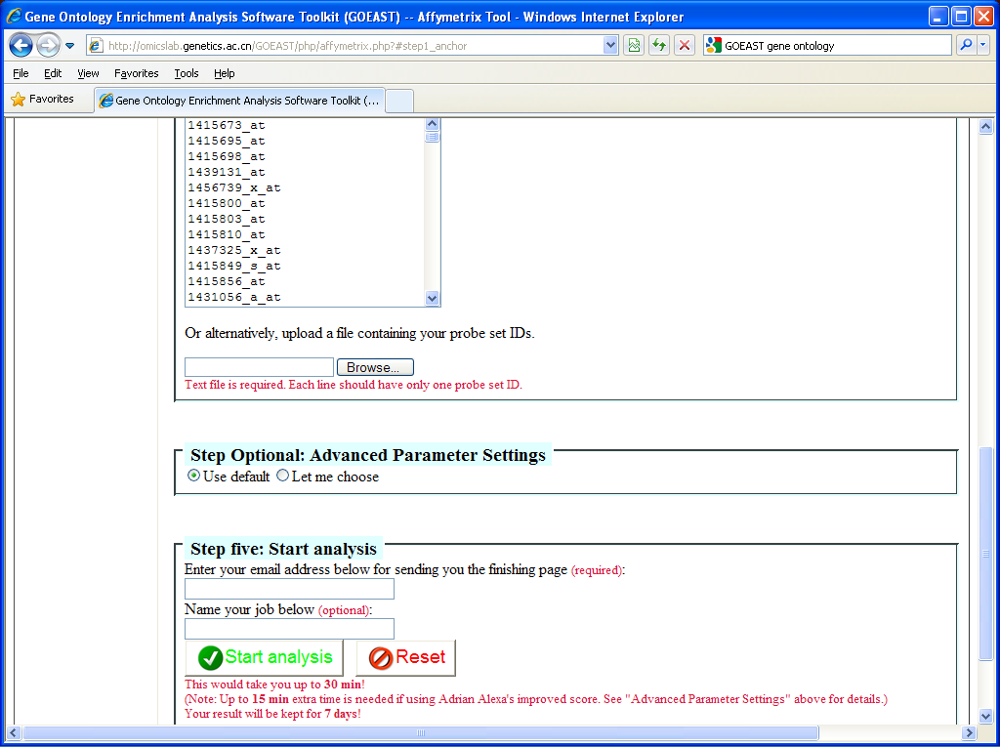 Gene Ontology Enrichment Analysis Software Toolkit (GOEAST) -- Affymetrix Tool - Windows Internet Explorer
http://omicslab.genetics.ac.cn/GOEAST/php/affymetrix.php?#step1_anchor
GOEAST gene ontology
File Edit View Favorites Tools Help
Favorites
Gene Ontology Enrichment Analysis Software Toolkit (...
1415673_at
1415695_at
1415698_at
1439131_at
1456739_x_at
1415800_at
1415803_at
1415810_at
1437325_x_at
1415849_s_at
1415856_at
1431056_a_at
Or alternatively, upload a file containing your probe set IDs.
Browse...
Text file is required. Each line should have only one probe set ID.
Step Optional: Advanced Parameter Settings
Use default Let me choose
Step five: Start analysis
Enter your email address below for sending you the finishing page (required):
Name your job below (optional):
Start analysis Reset
This would take you up to 30 min!
(Note: Up to 15 min extra time is needed if using Adrian Alexa's improved score. See "Advanced Parameter Settings" above for details.)
Your result will be kept for 7 days!